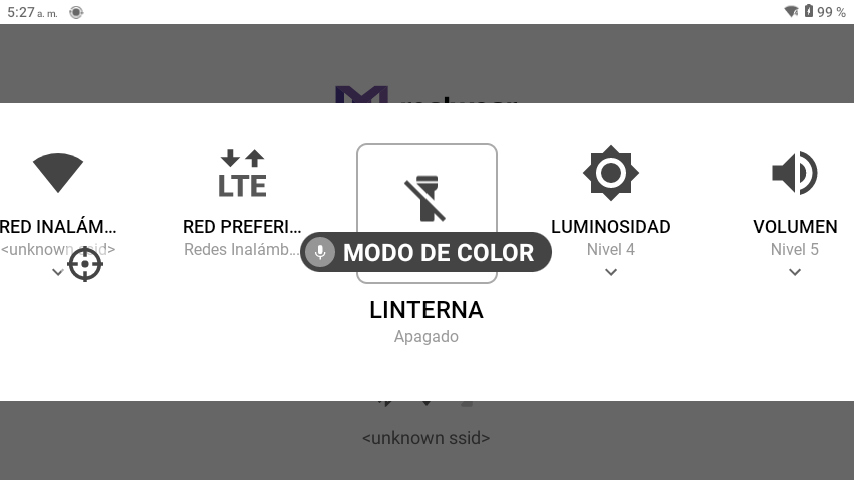 5:27 a. m.
99 %
RED INALÁM...
<unknown ssid>
LTE
RED PREFERI...
Redes Inalámb...
MODO DE COLOR
LINTERNA
Apagado
LUMINOSIDAD
Nivel 4
VOLUMEN
Nivel 5
<unknown ssid>